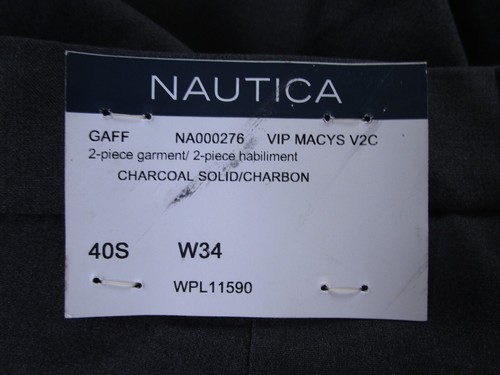 NAUTICA
GAFF NA000276 VIP MACYS V2C
2-piece garment/ 2-piece habiliment
CHARCOAL SOLID/CHARBON
40S W34
WPL11590